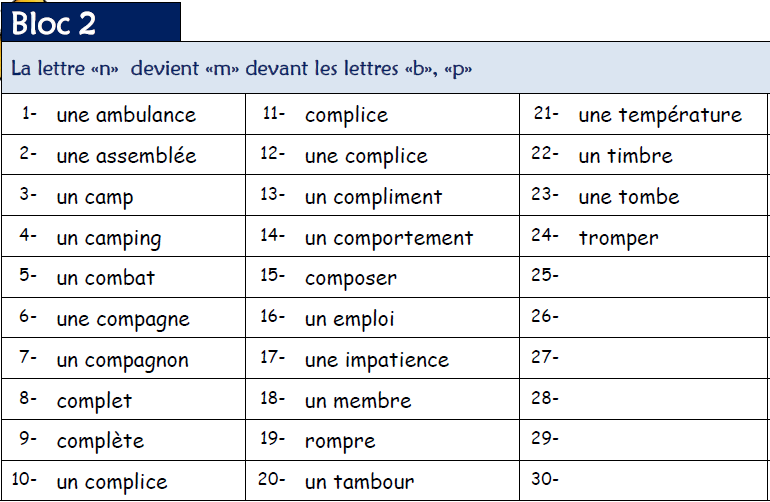 Bloc 2
La lettre «n» devient «m» devant les lettres «b», «p»
1- une ambulance
2- une assemblée
3- un camp
4- un camping
5- un combat
6- une compagne
7- un compagnon
8- complet
9- complète
10- un complice
11- complice
12- une complice
13- un compliment
14- un comportement
15- composer
16- un emploi
17- une impatience
18- un membre
19- rompre
20- un tambour
21- une température
22- un timbre
23- une tombe
24- tromper
25-
26-
27-
28-
29-
30-